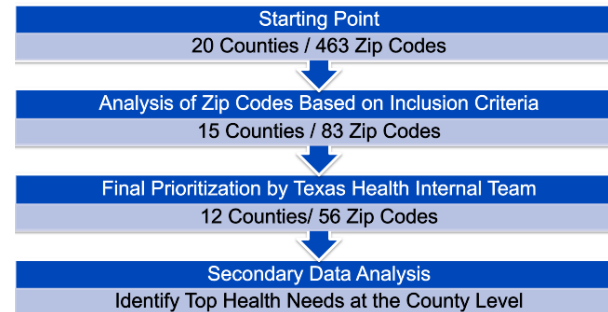 Starting Point
20 Counties / 463 Zip Codes
Analysis of Zip Codes Based on Inclusion Criteria
15 Counties / 83 Zip Codes
Final Prioritization by Texas Health Internal Team
12 Counties/ 56 Zip Codes
Secondary Data Analysis
Identify Top Health Needs at the County Level